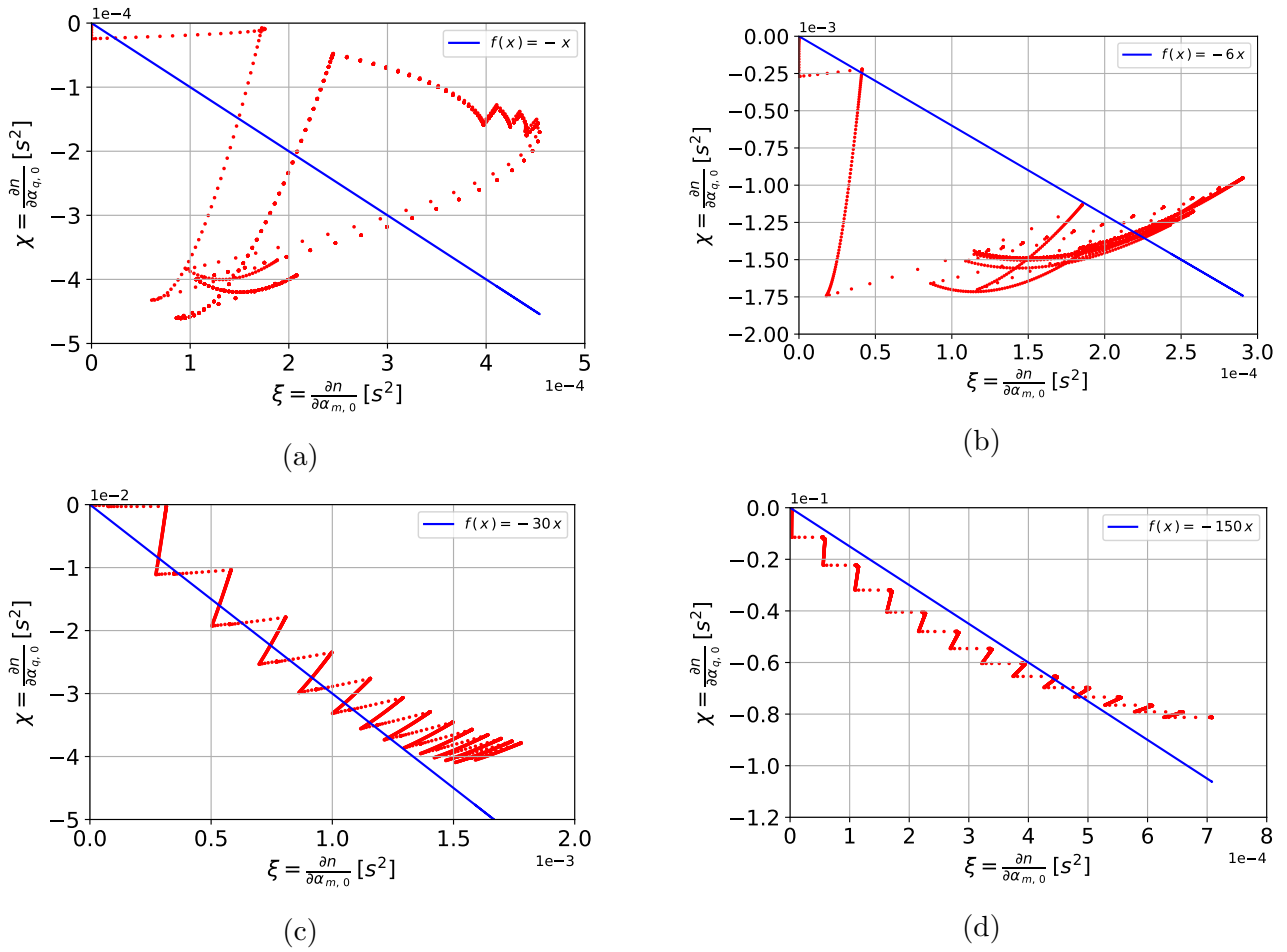 1e−4
f(x) = − x
0
−1
−2
−3
−4
−5
χ = ∂n/∂α_{q, 0} [s²]
0 1 2 3 4 5
1e−4
ξ = ∂n/∂α_{m, 0} [s²]
(a)
1e−3
f(x) = − 6x
0.00
−0.25
−0.50
−0.75
−1.00
−1.25
−1.50
−1.75
−2.00
χ = ∂n/∂α_{q, 0} [s²]
0.0 0.5 1.0 1.5 2.0 2.5 3.0
1e−4
ξ = ∂n/∂α_{m, 0} [s²]
(b)
1e−2
f(x) = − 30x
0
−1
−2
−3
−4
−5
χ = ∂n/∂α_{q, 0} [s²]
0.0 0.5 1.0 1.5 2.0
1e−3
ξ = ∂n/∂α_{m, 0} [s²]
(c)
1e−1
f(x) = − 150x
0.0
−0.2
−0.4
−0.6
−0.8
−1.0
−1.2
χ = ∂n/∂α_{q, 0} [s²]
0 1 2 3 4 5 6 7 8
1e−4
ξ = ∂n/∂α_{m, 0} [s²]
(d)